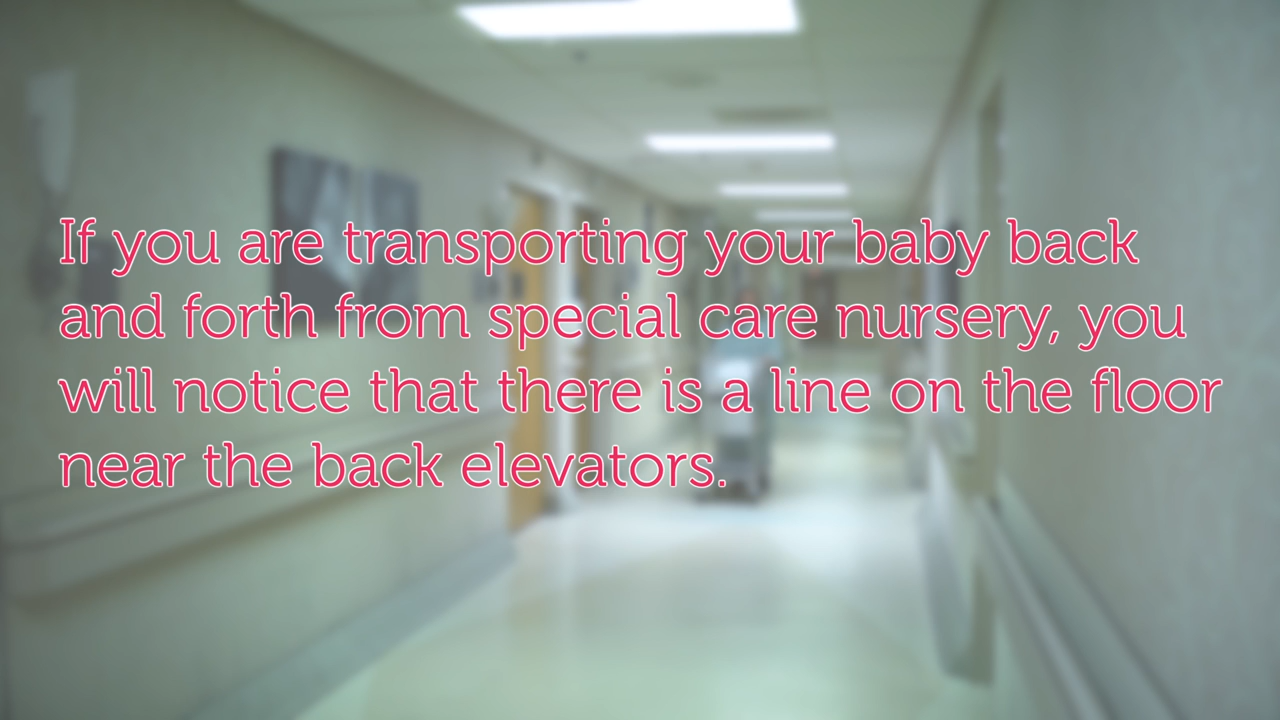 If you are transporting your baby back
and forth from special care nursery, you
will notice that there is a line on the floor
near the back elevators.